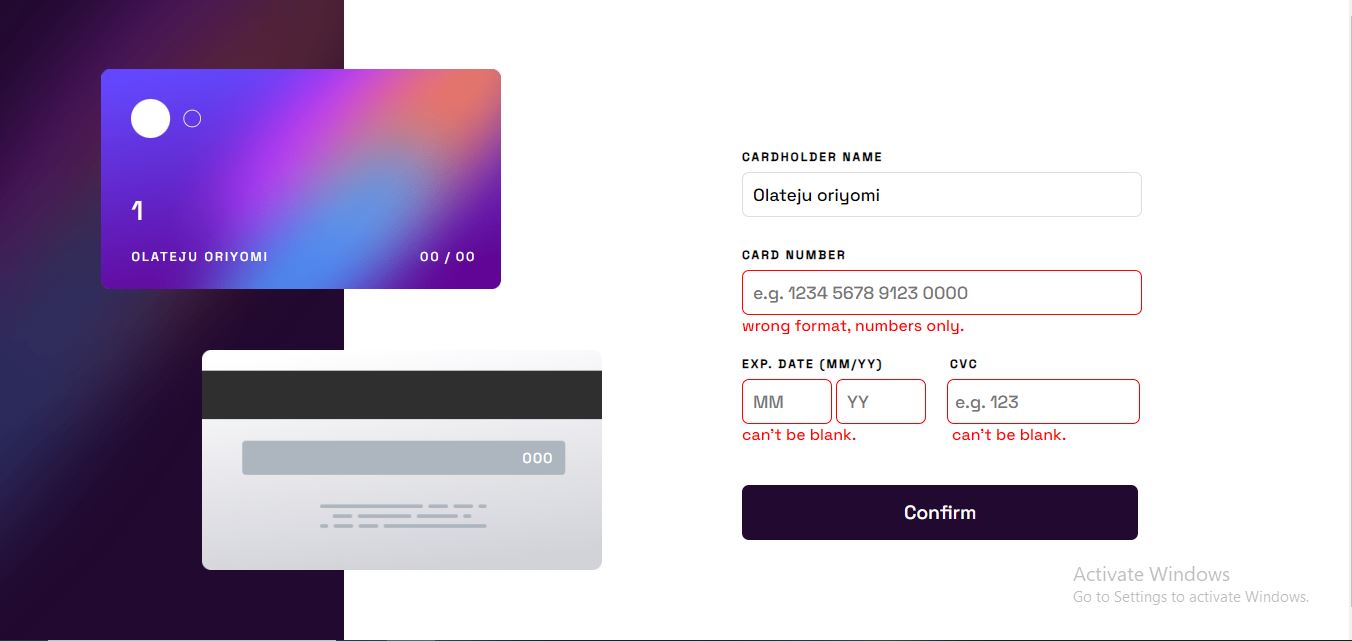 1
OLATEJU ORIYOMI
00 / 00
000
CARDHOLDER NAME
Olateju oriyomi
CARD NUMBER
e.g. 1234 5678 9123 0000
wrong format, numbers only.
EXP. DATE (MM/YY)
CVC
MM
YY
e.g. 123
can't be blank.
can't be blank.
Confirm
Activate Windows
Go to Settings to activate Windows.